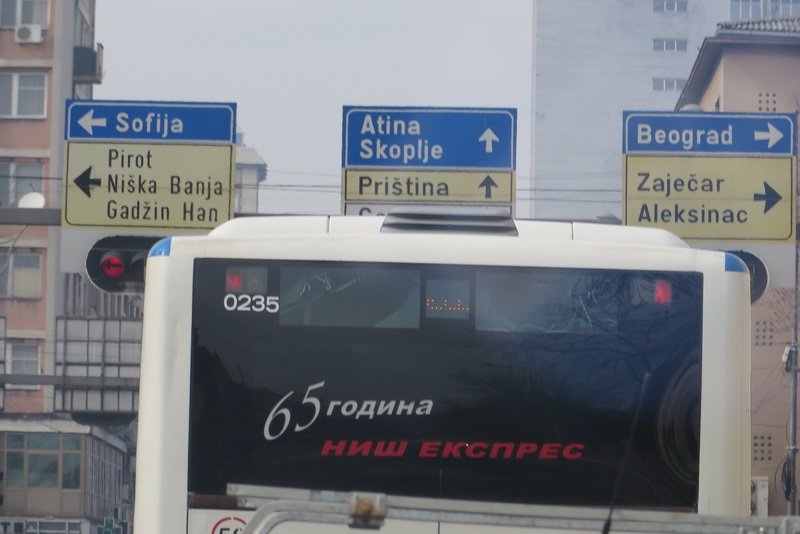 Sofija
Pirot
Niška Banja
Gadžin Han
Atina
Skoplje
Priština
Beograd
Zaječar
Aleksinac
0235
65 година
НИШ ЕКСПРЕС